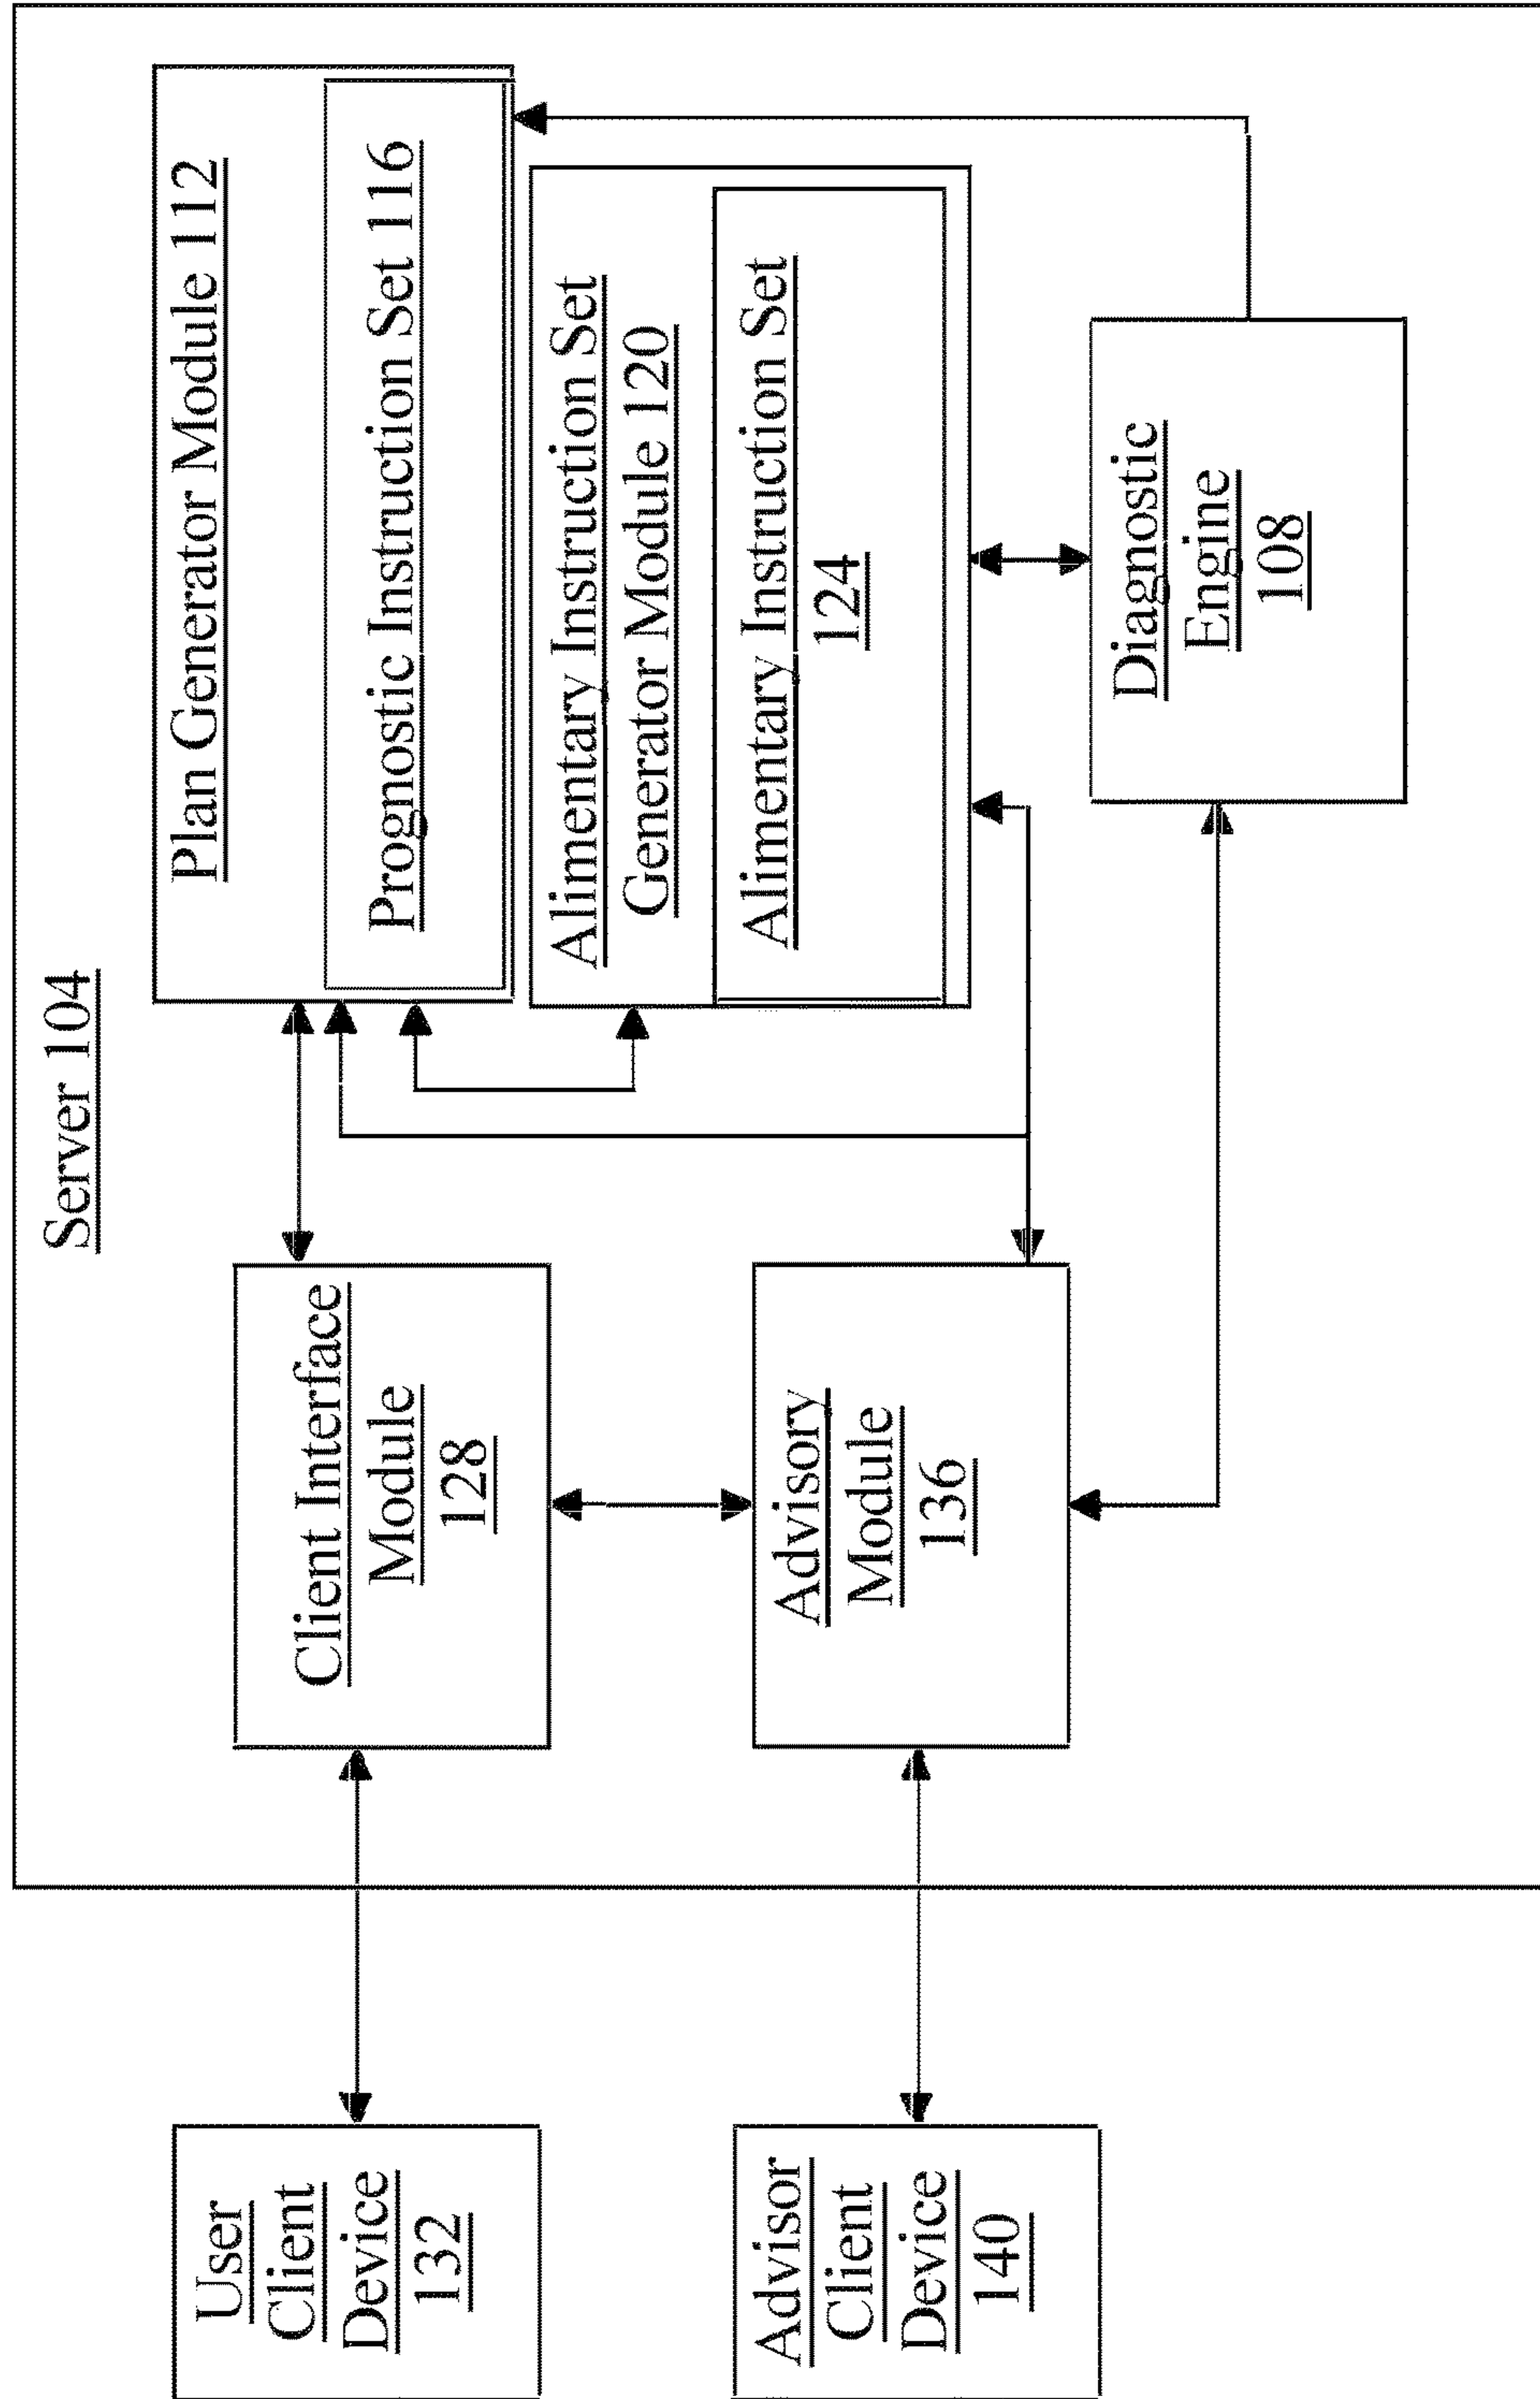 Server 104
User
Client
Device
132
Client Interface
Module
128
Plan Generator Module 112
Prognostic Instruction Set 116
Alimentary Instruction Set
Generator Module 120
Alimentary Instruction Set
124
Advisor
Client
Device
140
Advisory
Module
136
Diagnostic
Engine
108